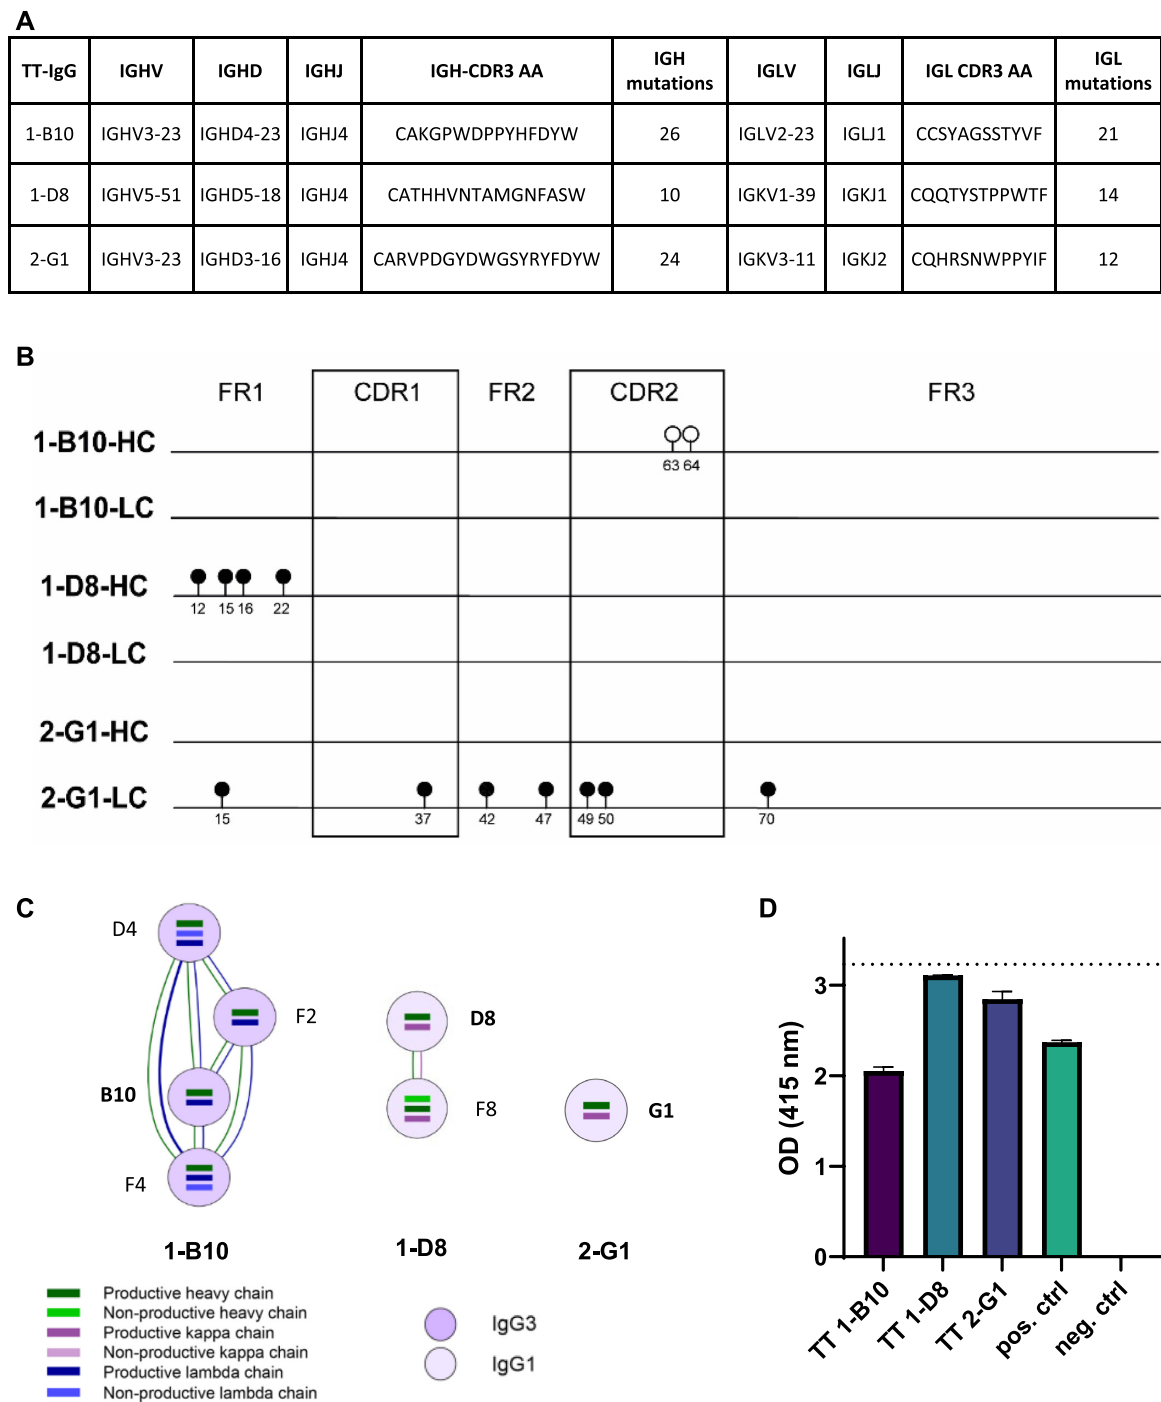 A
TT-IgG IGHV IGHD IGHJ IGH-CDR3 AA IGH mutations IGLV IGLJ IGL CDR3 AA IGL mutations
1-B10 IGHV3-23 IGHD4-23 IGHJ4 CAKGPWDPPYHFDYW 26 IGLV2-23 IGLJ1 CCSYAGSSTYVF 21
1-D8 IGHV5-51 IGHD5-18 IGHJ4 CATHHVNTAMGNFASW 10 IGKV1-39 IGKJ1 CQQTYSTPPWTF 14
2-G1 IGHV3-23 IGHD3-16 IGHJ4 CARVPDGYDWGSYRYFDYW 24 IGKV3-11 IGKJ2 CQHRSNWPPYIF 12
B
FR1 CDR1 FR2 CDR2 FR3
1-B10-HC
63 64
1-B10-LC
1-D8-HC
12 15 16 22
1-D8-LC
2-G1-HC
2-G1-LC
15 37 42 47 49 50 70
C
D4
F2
B10
F4
1-B10
D8
F8
1-D8
G1
2-G1
Productive heavy chain
Non-productive heavy chain
Productive kappa chain
Non-productive kappa chain
Productive lambda chain
Non-productive lambda chain
IgG3
IgG1
D
OD (415 nm)
3
2
1
0
TT 1-B10
TT 1-D8
TT 2-G1
pos. ctrl
neg. ctrl